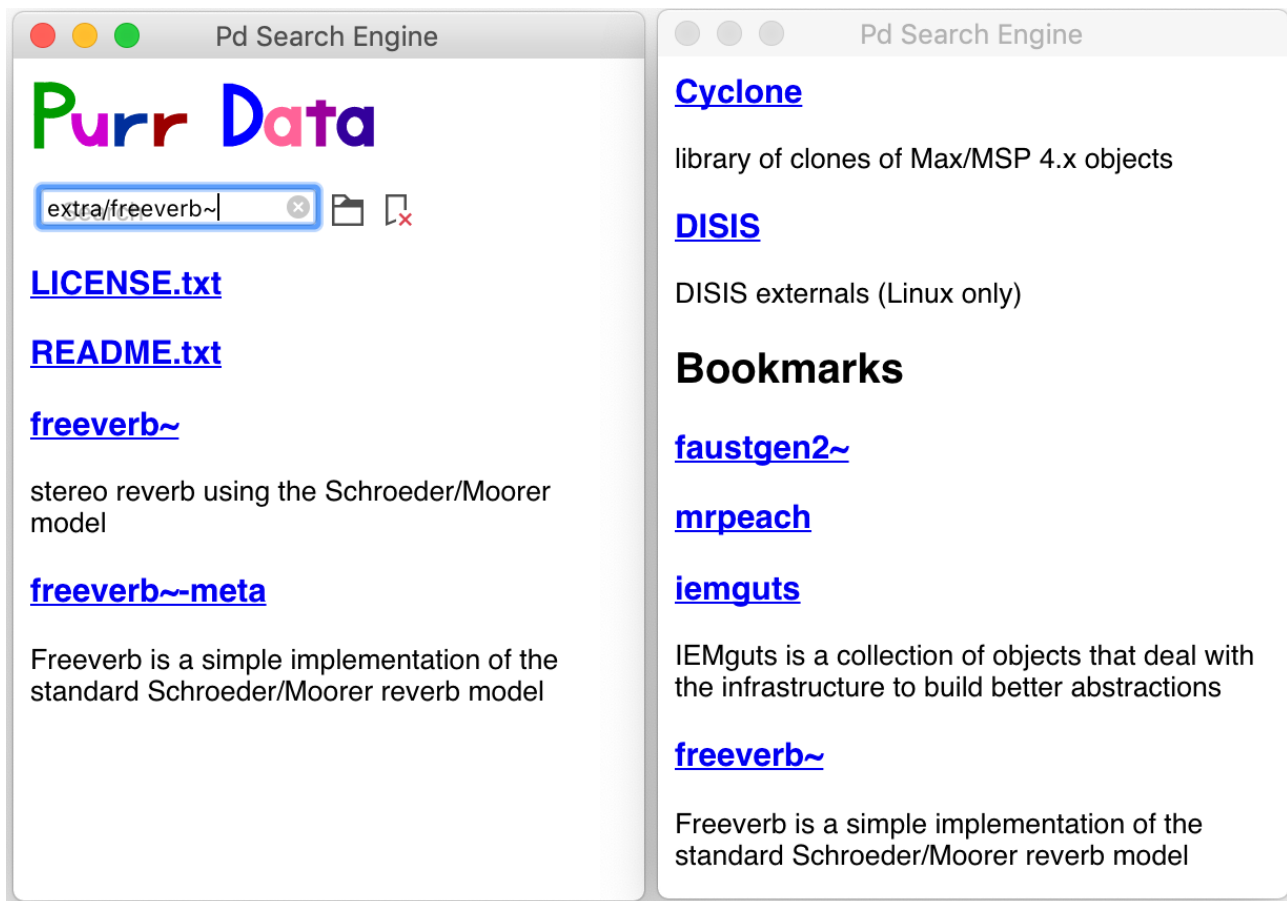 Pd Search Engine
Purr Data
extra/freeverb~
Search
LICENSE.txt
README.txt
freeverb~
stereo reverb using the Schroeder/Moorer
model
freeverb~-meta
Freeverb is a simple implementation of the
standard Schroeder/Moorer reverb model
Pd Search Engine
Cyclone
library of clones of Max/MSP 4.x objects
DISIS
DISIS externals (Linux only)
Bookmarks
faustgen2~
mrpeach
iemguts
IEMguts is a collection of objects that deal with
the infrastructure to build better abstractions
freeverb~
Freeverb is a simple implementation of the
standard Schroeder/Moorer reverb model